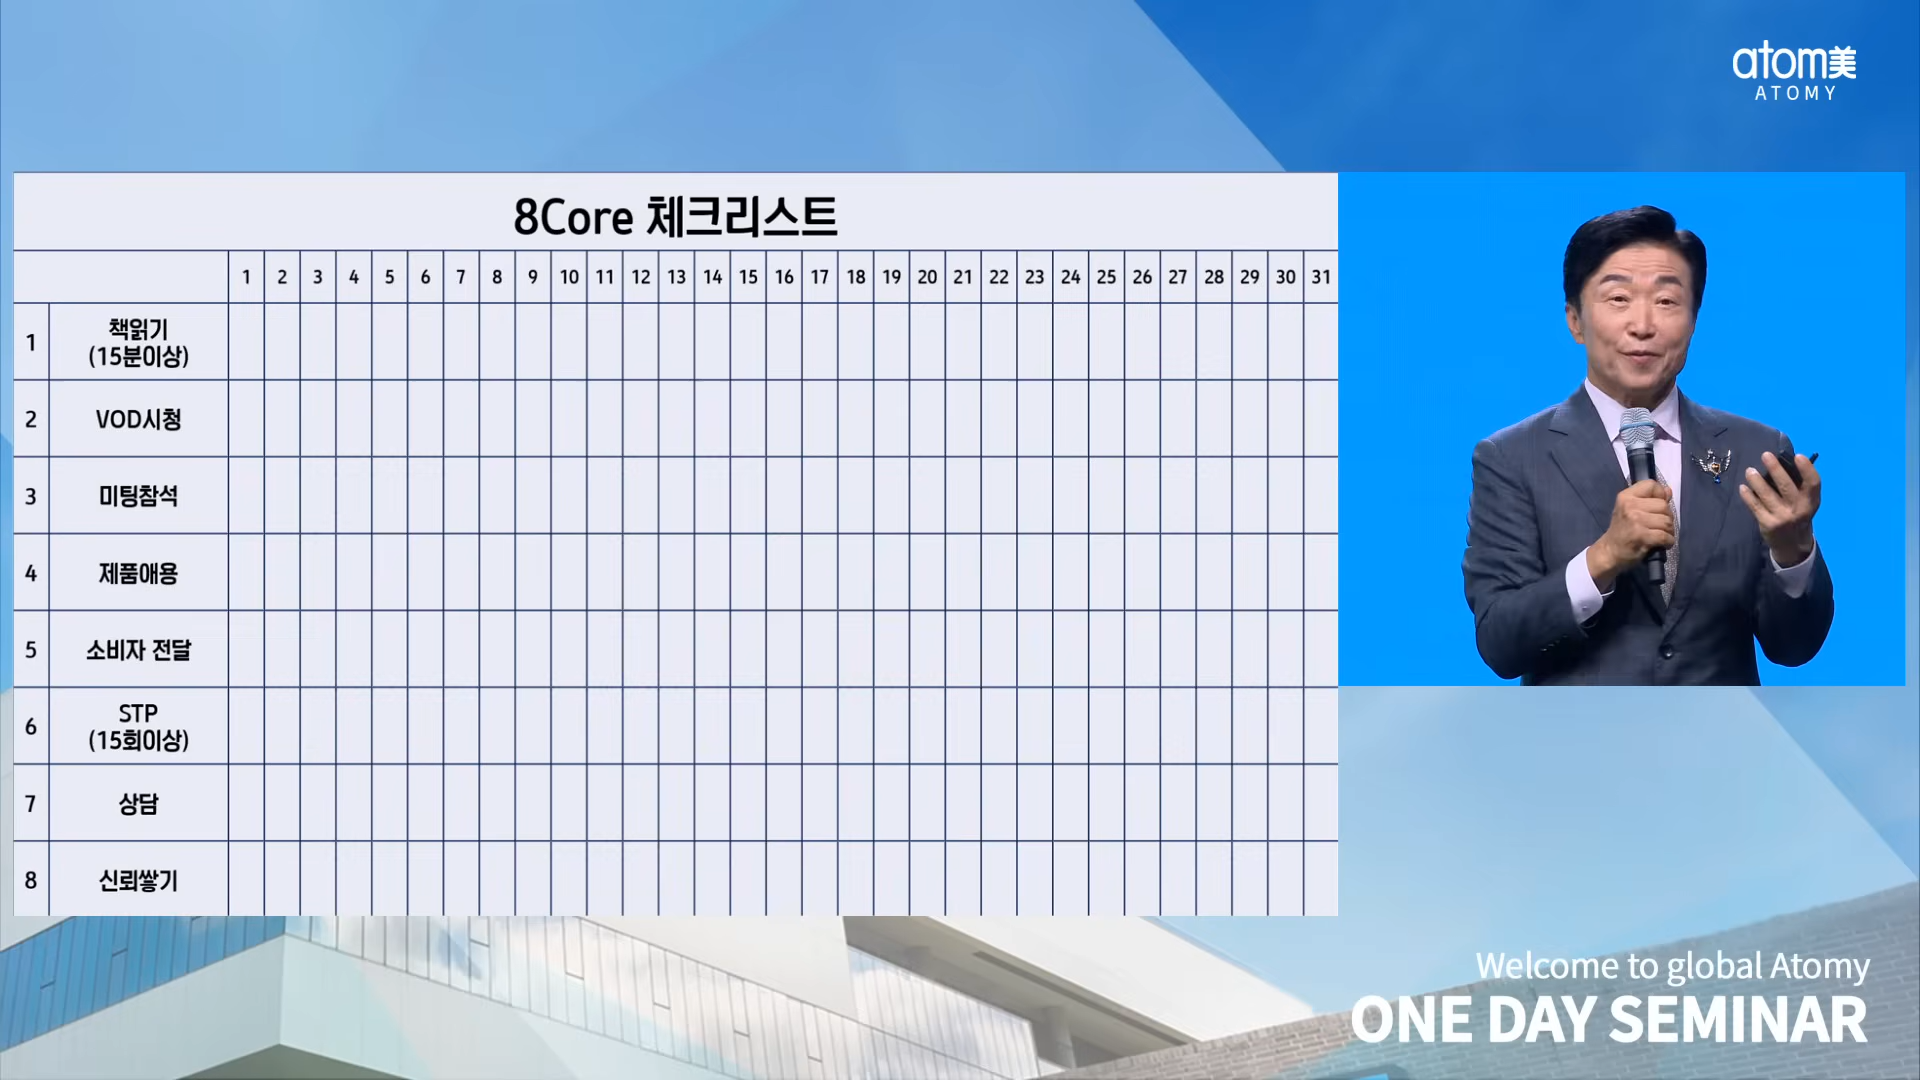 atom美
ATOMY
8Core 체크리스트
1 2 3 4 5 6 7 8 9 10 11 12 13 14 15 16 17 18 19 20 21 22 23 24 25 26 27 28 29 30 31
1 책읽기
(15분이상)
2 VOD시청
3 미팅참석
4 제품애용
5 소비자 전달
6 STP
(15회이상)
7 상담
8 신뢰쌓기
Welcome to global Atomy
ONE DAY SEMINAR